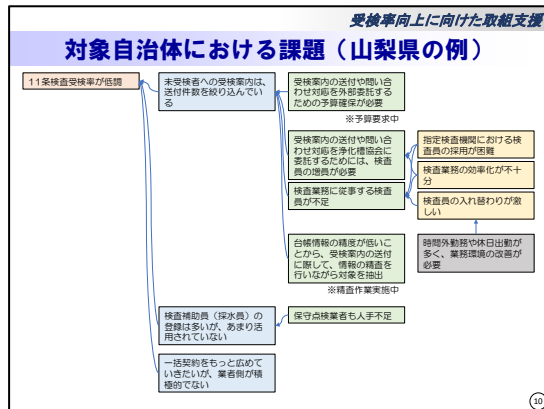 受検率向上に向けた取組支援
対象自治体における課題（山梨県の例）
11条検査受検率が低調
未受検者への受検案内は、
送付件数を絞り込んでい
る
受検案内の送付や問い合
わせ対応を外部委託する
ための予算確保が必要
※予算要求中
受検案内の送付や問い合
わせ対応を浄化槽協会に
委託するためには、検査
員の増員が必要
検査業務に従事する検査
員が不足
指定検査機関における検
査員の採用が困難
検査業務の効率化が不十
分
検査員の入れ替わりが激
しい
時間外勤務や休日出勤が
多く、業務環境の改善が
必要
台帳情報の精度が低いこ
とから、受検案内の送付
に際して、情報の精査を
行いながら対象を抽出
※精査作業実施中
検査補助員（採水員）の
登録は多いが、あまり活
用されていない
保守点検業者も人手不足
一括契約をもっと広めて
いきたいが、業者側が積
極的でない
10